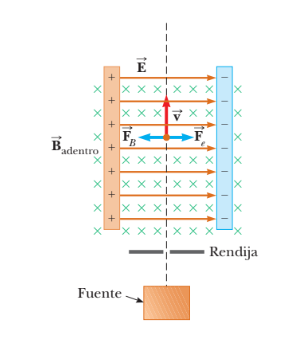 E
v
F_B
F_e
B_adentro
+ −
+ −
+ −
+ −
+ −
+ −
+ −
Rendija
Fuente